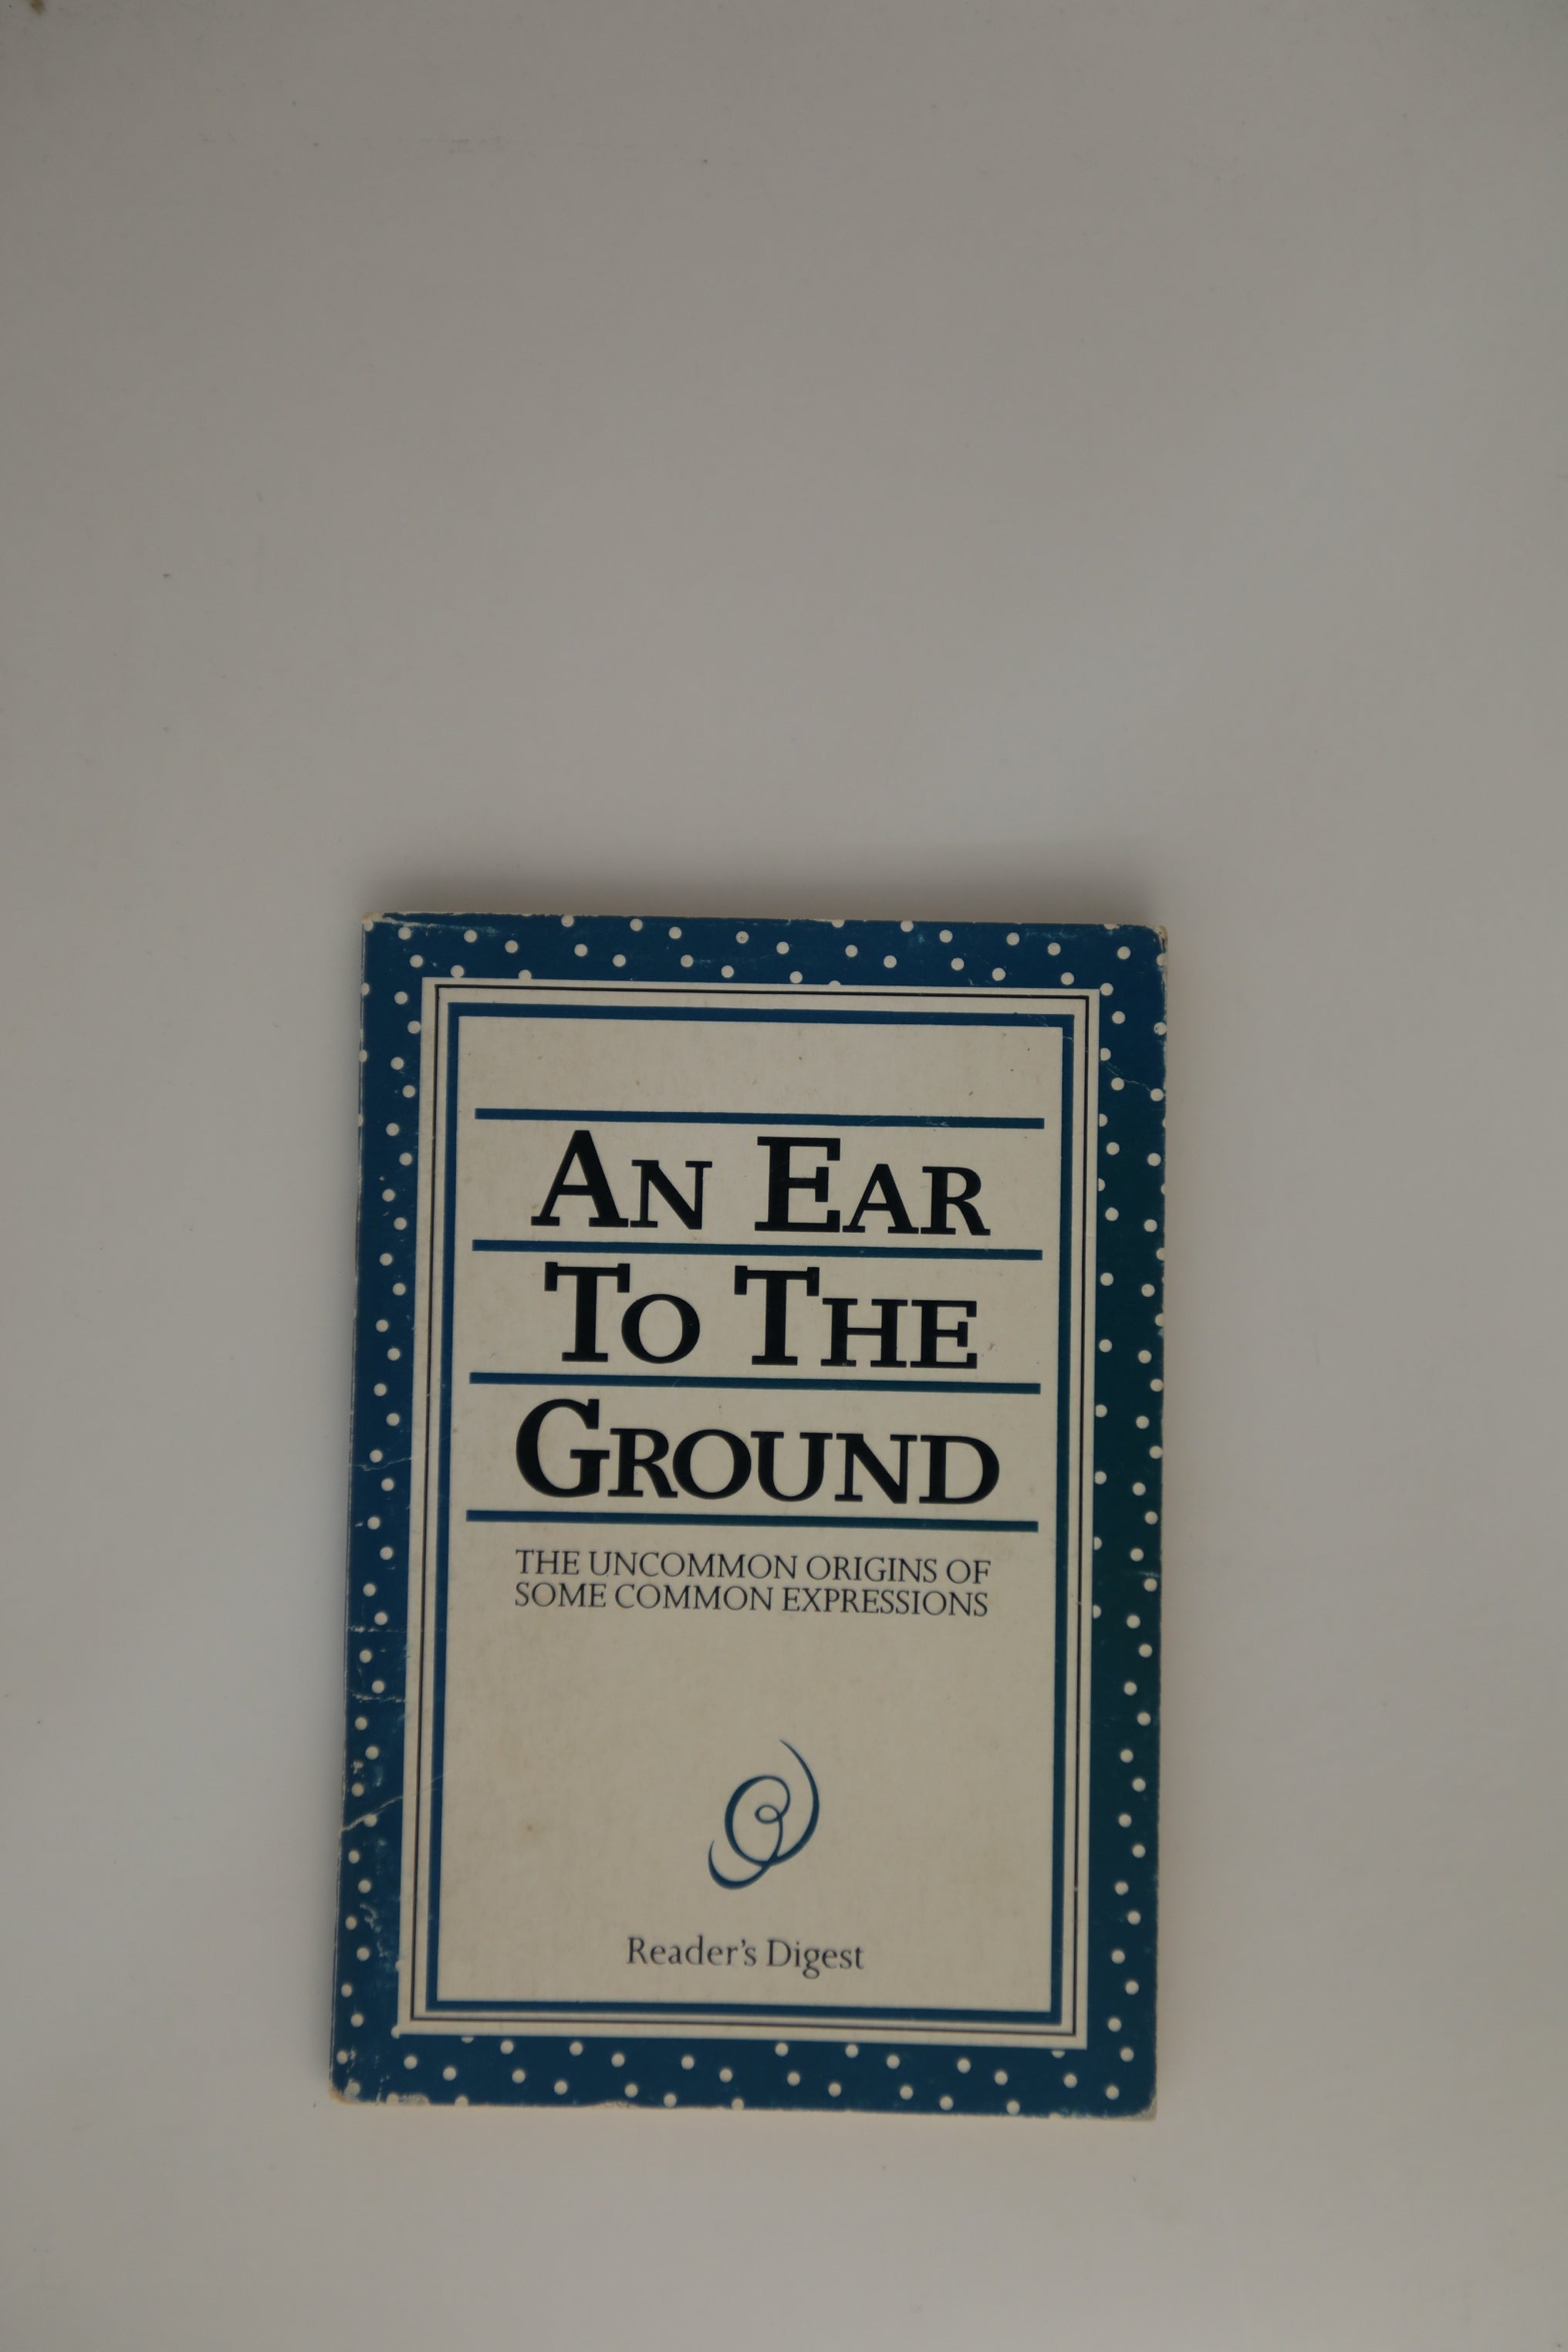 AN EAR
TO THE
GROUND
THE UNCOMMON ORIGINS OF
SOME COMMON EXPRESSIONS
Reader's Digest